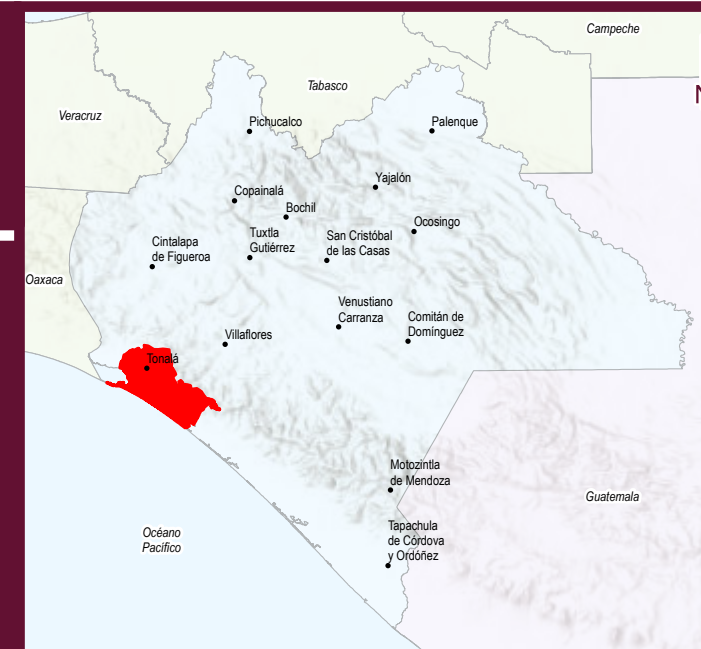 Campeche
Tabasco
N
Veracruz
Pichucalco
Palenque
Yajalón
Copainalá
Bochil
Ocosingo
Tuxtla
Gutiérrez
San Cristóbal
de las Casas
Cintalapa
de Figueroa
Oaxaca
Venustiano
Carranza
Comitán de
Domínguez
Villaflores
Tonalá
Motozintla
de Mendoza
Guatemala
Océano
Pacifico
Tapachula
de Córdova
y Ordóñez